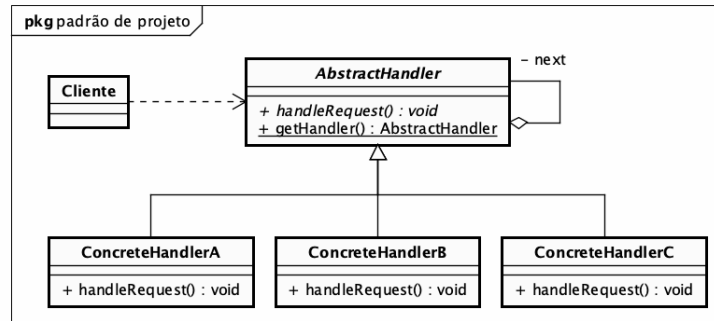 pkg padrão de projeto
AbstractHandler
- next
Cliente
+ handleRequest() : void
+ getHandler() : AbstractHandler
ConcreteHandlerA
ConcreteHandlerB
ConcreteHandlerC
+ handleRequest() : void
+ handleRequest() : void
+ handleRequest() : void